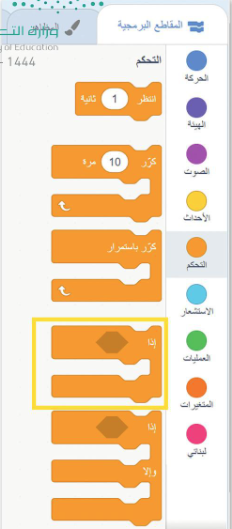 المقاطع البرمجية
المظاهر
وزارة التـ
y of Education
- 1444
التحكم
انتظر 1 ثانية
كرّر 10 مرة
كرّر باستمرار
إذا
إذا
وإلا
الحركة
الهيئة
الصوت
الأحداث
التحكم
الاستشعار
العمليات
المتغيرات
لبناتي